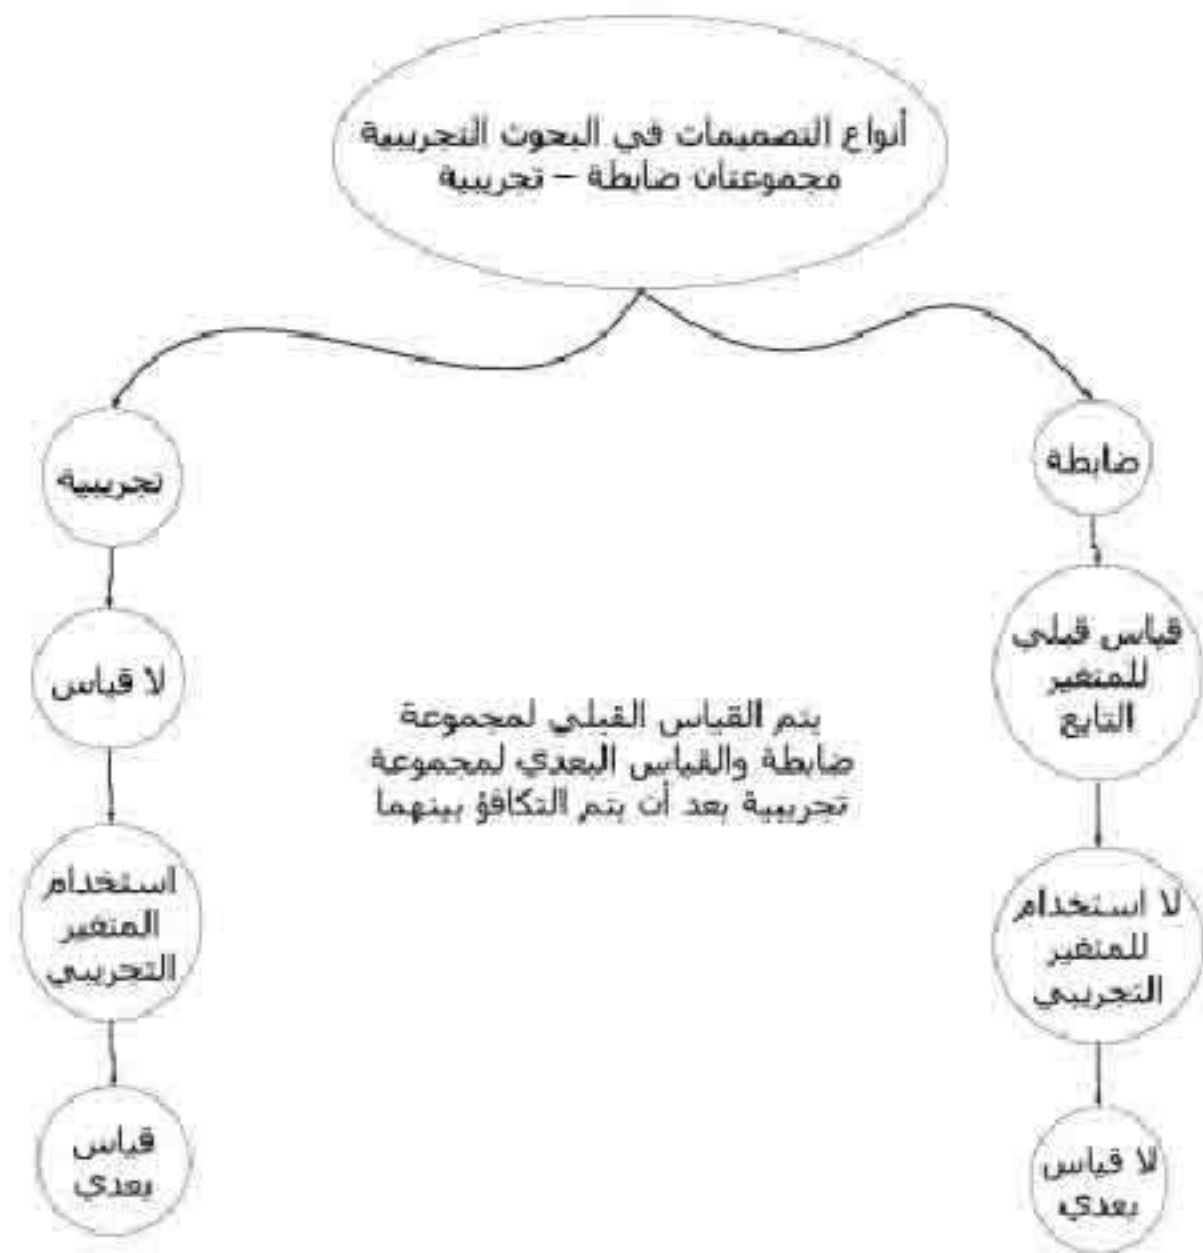 أنواع التصميمات في البحوث التجريبية
مجموعتان ضابطة – تجريبية
ضابطة
قياس قبلي
للمتغير
التابع
لا استخدام
للمتغير
التجريبي
لا قياس
بعدي
تجريبية
لا قياس
استخدام
المتغير
التجريبي
قياس
بعدي
يتم القياس القبلي لمجموعة
ضابطة والقياس البعدي لمجموعة
تجريبية بعد أن يتم التكافؤ بينهما